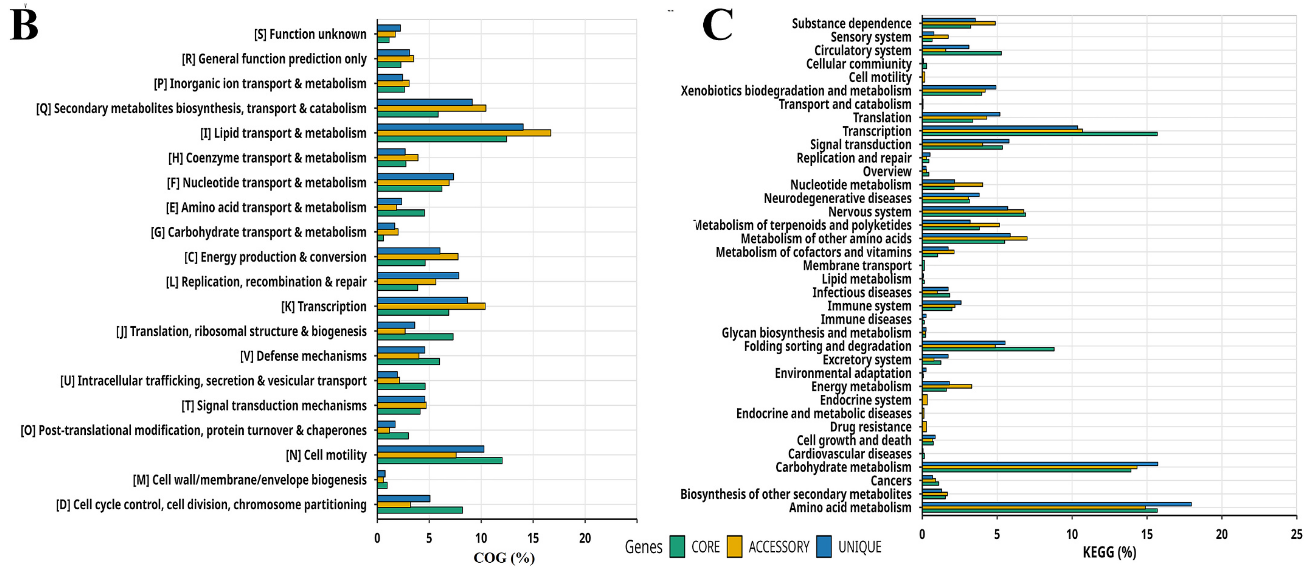 B
[S] Function unknown
[R] General function prediction only
[P] Inorganic ion transport & metabolism
[Q] Secondary metabolites biosynthesis, transport & catabolism
[I] Lipid transport & metabolism
[H] Coenzyme transport & metabolism
[F] Nucleotide transport & metabolism
[E] Amino acid transport & metabolism
[G] Carbohydrate transport & metabolism
[C] Energy production & conversion
[L] Replication, recombination & repair
[K] Transcription
[J] Translation, ribosomal structure & biogenesis
[V] Defense mechanisms
[U] Intracellular trafficking, secretion & vesicular transport
[T] Signal transduction mechanisms
[O] Post-translational modification, protein turnover & chaperones
[N] Cell motility
[M] Cell wall/membrane/envelope biogenesis
[D] Cell cycle control, cell division, chromosome partitioning
0 5 10 15 20
COG (%)
C
Substance dependence
Sensory system
Circulatory system
Cellular community
Cell motility
Xenobiotics biodegradation and metabolism
Transport and catabolism
Translation
Transcription
Signal transduction
Replication and repair
Overview
Nucleotide metabolism
Neurodegenerative diseases
Nervous system
Metabolism of terpenoids and polyketides
Metabolism of other amino acids
Metabolism of cofactors and vitamins
Membrane transport
Lipid metabolism
Infectious diseases
Immune system
Immune diseases
Glycan biosynthesis and metabolism
Folding sorting and degradation
Excretory system
Environmental adaptation
Energy metabolism
Endocrine system
Endocrine and metabolic diseases
Drug resistance
Cell growth and death
Cardiovascular diseases
Carbohydrate metabolism
Cancers
Biosynthesis of other secondary metabolites
Amino acid metabolism
0 5 10 15 20 25
KEGG (%)
Genes CORE ACCESSORY UNIQUE